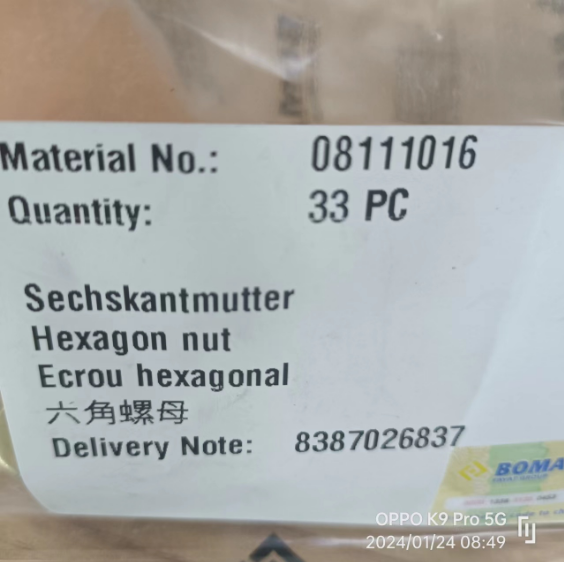 Material No.: 08111016
Quantity: 33 PC
Sechskantmutter
Hexagon nut
Ecrou hexagonal
六角螺母
Delivery Note: 8387026837
BOMA
OPPO K9 Pro 5G
2024/01/24 08:49